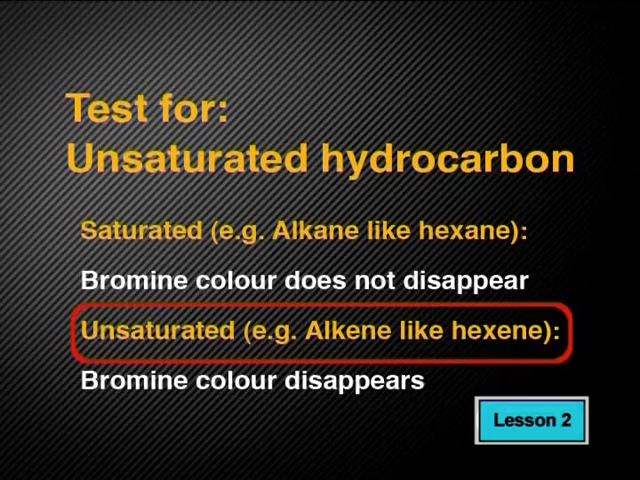 Test for:
Unsaturated hydrocarbon
Saturated (e.g. Alkane like hexane):
Bromine colour does not disappear
Unsaturated (e.g. Alkene like hexene):
Bromine colour disappears
Lesson 2